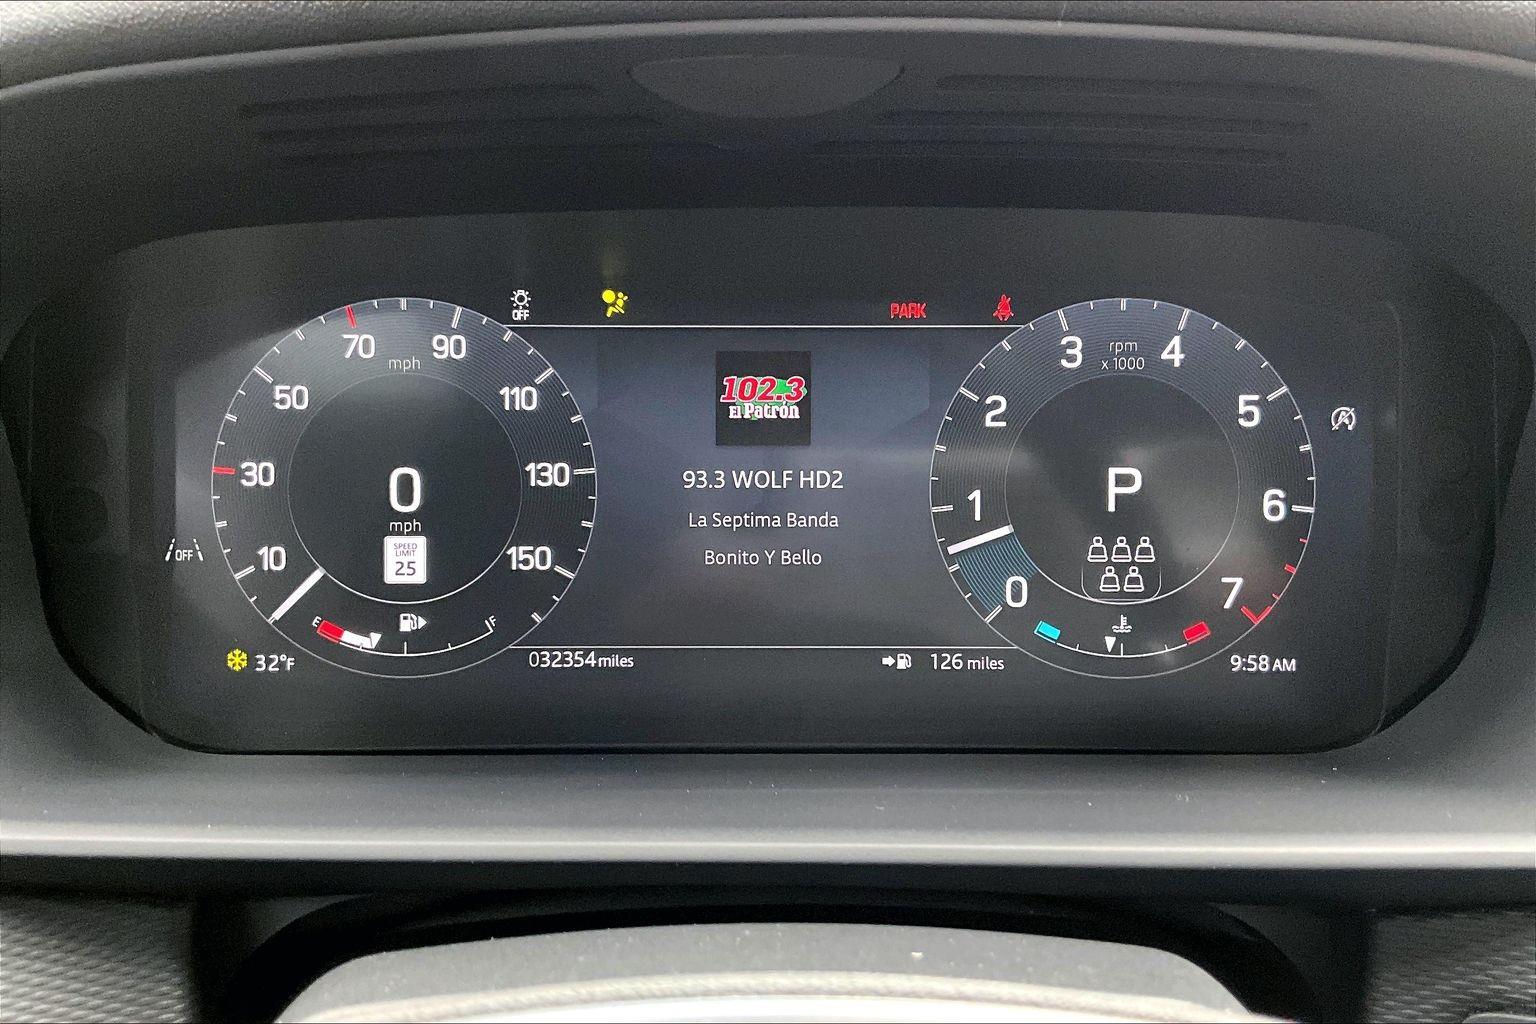 OFF
PARK
70
90
mph
50
110
30
130
0
mph
SPEED
LIMIT
25
10
150
OFF
E
F
32°F
102.3
El Patrón
93.3 WOLF HD2
La Septima Banda
Bonito Y Bello
032354 miles
126 miles
3
rpm
x 1000
4
2
5
P
1
6
0
7
9:58 AM